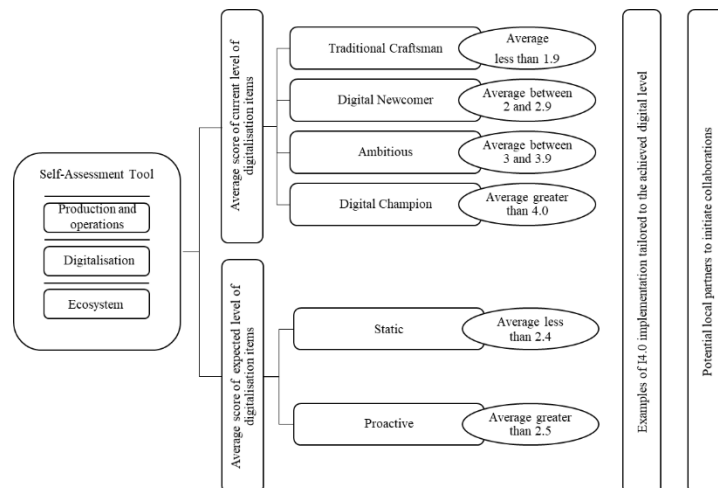 Self-Assessment Tool
Production and
operations
Digitalisation
Ecosystem
Average score of current level of
digitalisation items
Traditional Craftsman
Average
less than 1.9
Digital Newcomer
Average between
2 and 2.9
Ambitious
Average between
3 and 3.9
Digital Champion
Average greater
than 4.0
Average score of expected level of
digitalisation items
Static
Average less
than 2.4
Proactive
Average greater
than 2.5
Examples of I4.0 implementation tailored to the achieved digital level
Potential local partners to initiate collaborations